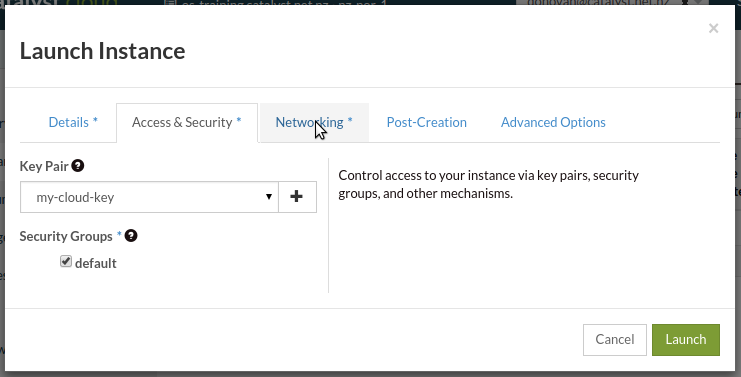 Launch Instance
×
Details *
Access & Security *
Networking *
Post-Creation
Advanced Options
Key Pair
my-cloud-key
Security Groups *
default
Control access to your instance via key pairs, security
groups, and other mechanisms.
Cancel
Launch